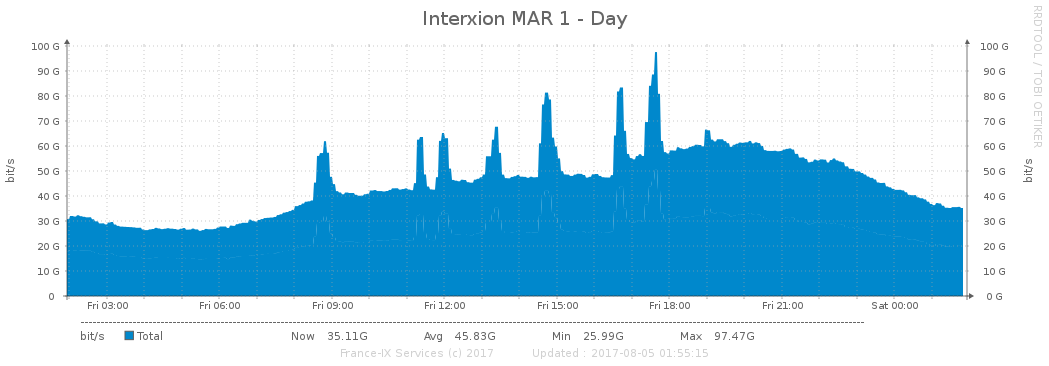 Interxion MAR 1 - Day
RRDTOOL / TOBI OETIKER
bit/s
100 G 100 G
90 G 90 G
80 G 80 G
70 G 70 G
60 G 60 G
50 G 50 G
40 G 40 G
30 G 30 G
20 G 20 G
10 G 10 G
0 0 G
bit/s
Fri 03:00 Fri 06:00 Fri 09:00 Fri 12:00 Fri 15:00 Fri 18:00 Fri 21:00 Sat 00:00
bit/s Total Now 35.11G Avg 45.83G Min 25.99G Max 97.47G
France-IX Services (c) 2017 Updated : 2017-08-05 01:55:15